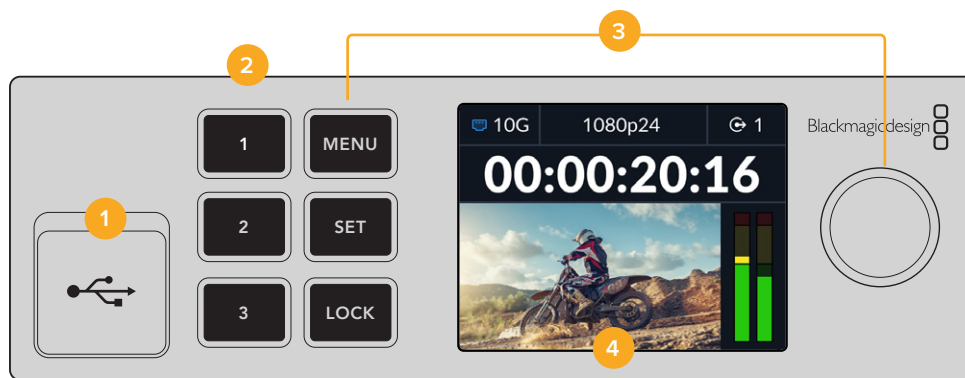 3
2
1 MENU
10G 1080p24 1
Blackmagicdesign
00:00:20:16
1
2 SET
3 LOCK
4